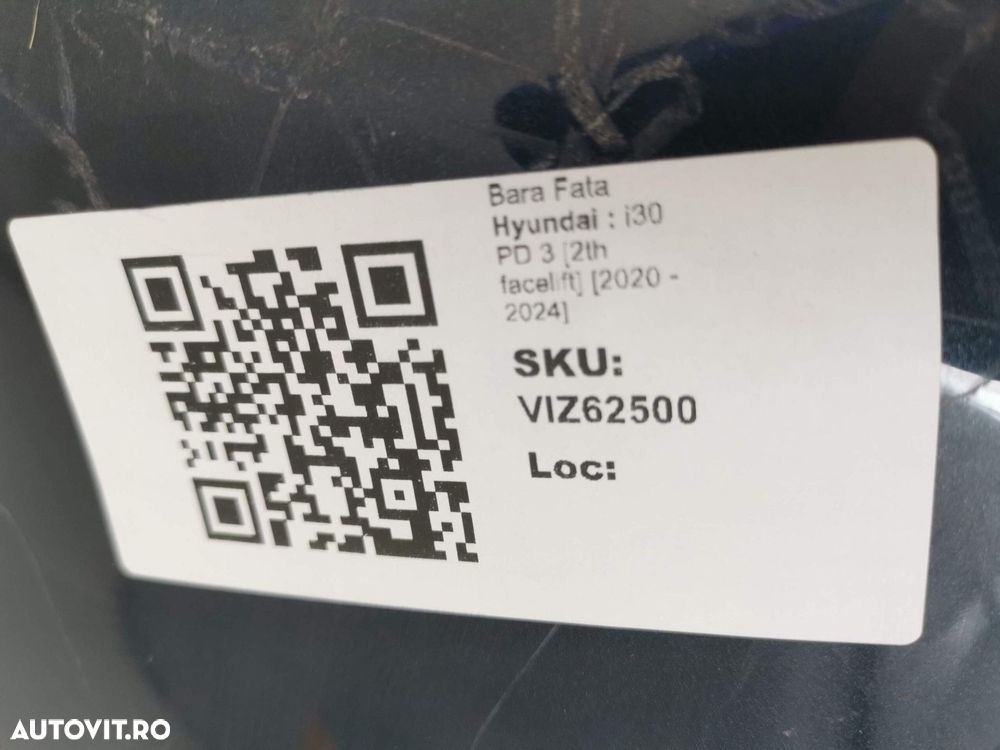 Bara Fata
Hyundai : i30
PD 3 [2th
facelift] [2020 -
2024]
SKU:
VIZ62500
Loc:
AUTOVIT.RO